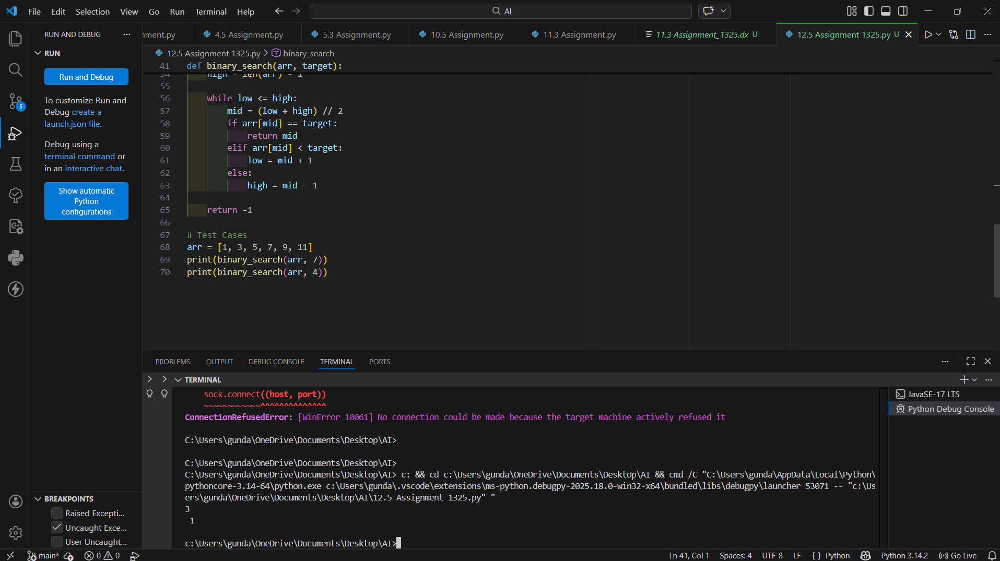 File Edit Selection View Go Run Terminal Help
AI
RUN AND DEBUG
RUN
Run and Debug
To customize Run and
Debug create a
launch.json file.
Debug using a
terminal command or
in an interactive chat.
Show automatic
Python
configurations
BREAKPOINTS
Raised Excepti...
Uncaught Exce...
User Uncaught...
nment.py
4.5 Assignment.py
5.3 Assignment.py
10.5 Assignment.py
11.3 Assignment.py
11.3 Assignment_1325.dx U
12.5 Assignment 1325.py U
12.5 Assignment 1325.py > binary_search
41 def binary_search(arr, target):
54 high = len(arr) - 1
55
56 while low <= high:
57 mid = (low + high) // 2
58 if arr[mid] == target:
59 return mid
60 elif arr[mid] < target:
61 low = mid + 1
62 else:
63 high = mid - 1
64
65 return -1
66
67 # Test Cases
68 arr = [1, 3, 5, 7, 9, 11]
69 print(binary_search(arr, 7))
70 print(binary_search(arr, 4))
PROBLEMS OUTPUT DEBUG CONSOLE TERMINAL PORTS
TERMINAL
sock.connect((host, port))
~~~~~~~~~~~~^^^^^^^^^^^^^^
ConnectionRefusedError: [WinError 10061] No connection could be made because the target machine actively refused it
C:\Users\gunda\OneDrive\Documents\Desktop\AI>
C:\Users\gunda\OneDrive\Documents\Desktop\AI>
C:\Users\gunda\OneDrive\Documents\Desktop\AI> c: && cd c:\Users\gunda\OneDrive\Documents\Desktop\AI && cmd /C "C:\Users\gunda\AppData\Local\Python\
pythoncore-3.14-64\python.exe c:\Users\gunda\.vscode\extensions\ms-python.debugpy-2025.18.0-win32-x64\bundled\libs\debugpy\launcher 53071 -- "c:\Us
ers\gunda\OneDrive\Documents\Desktop\AI\12.5 Assignment 1325.py" "
3
-1
c:\Users\gunda\OneDrive\Documents\Desktop\AI>
JavaSE-17 LTS
Python Debug Console
5
main* 0 0
Ln 41, Col 1 Spaces: 4 UTF-8 LF { } Python Python 3.14.2 Go Live